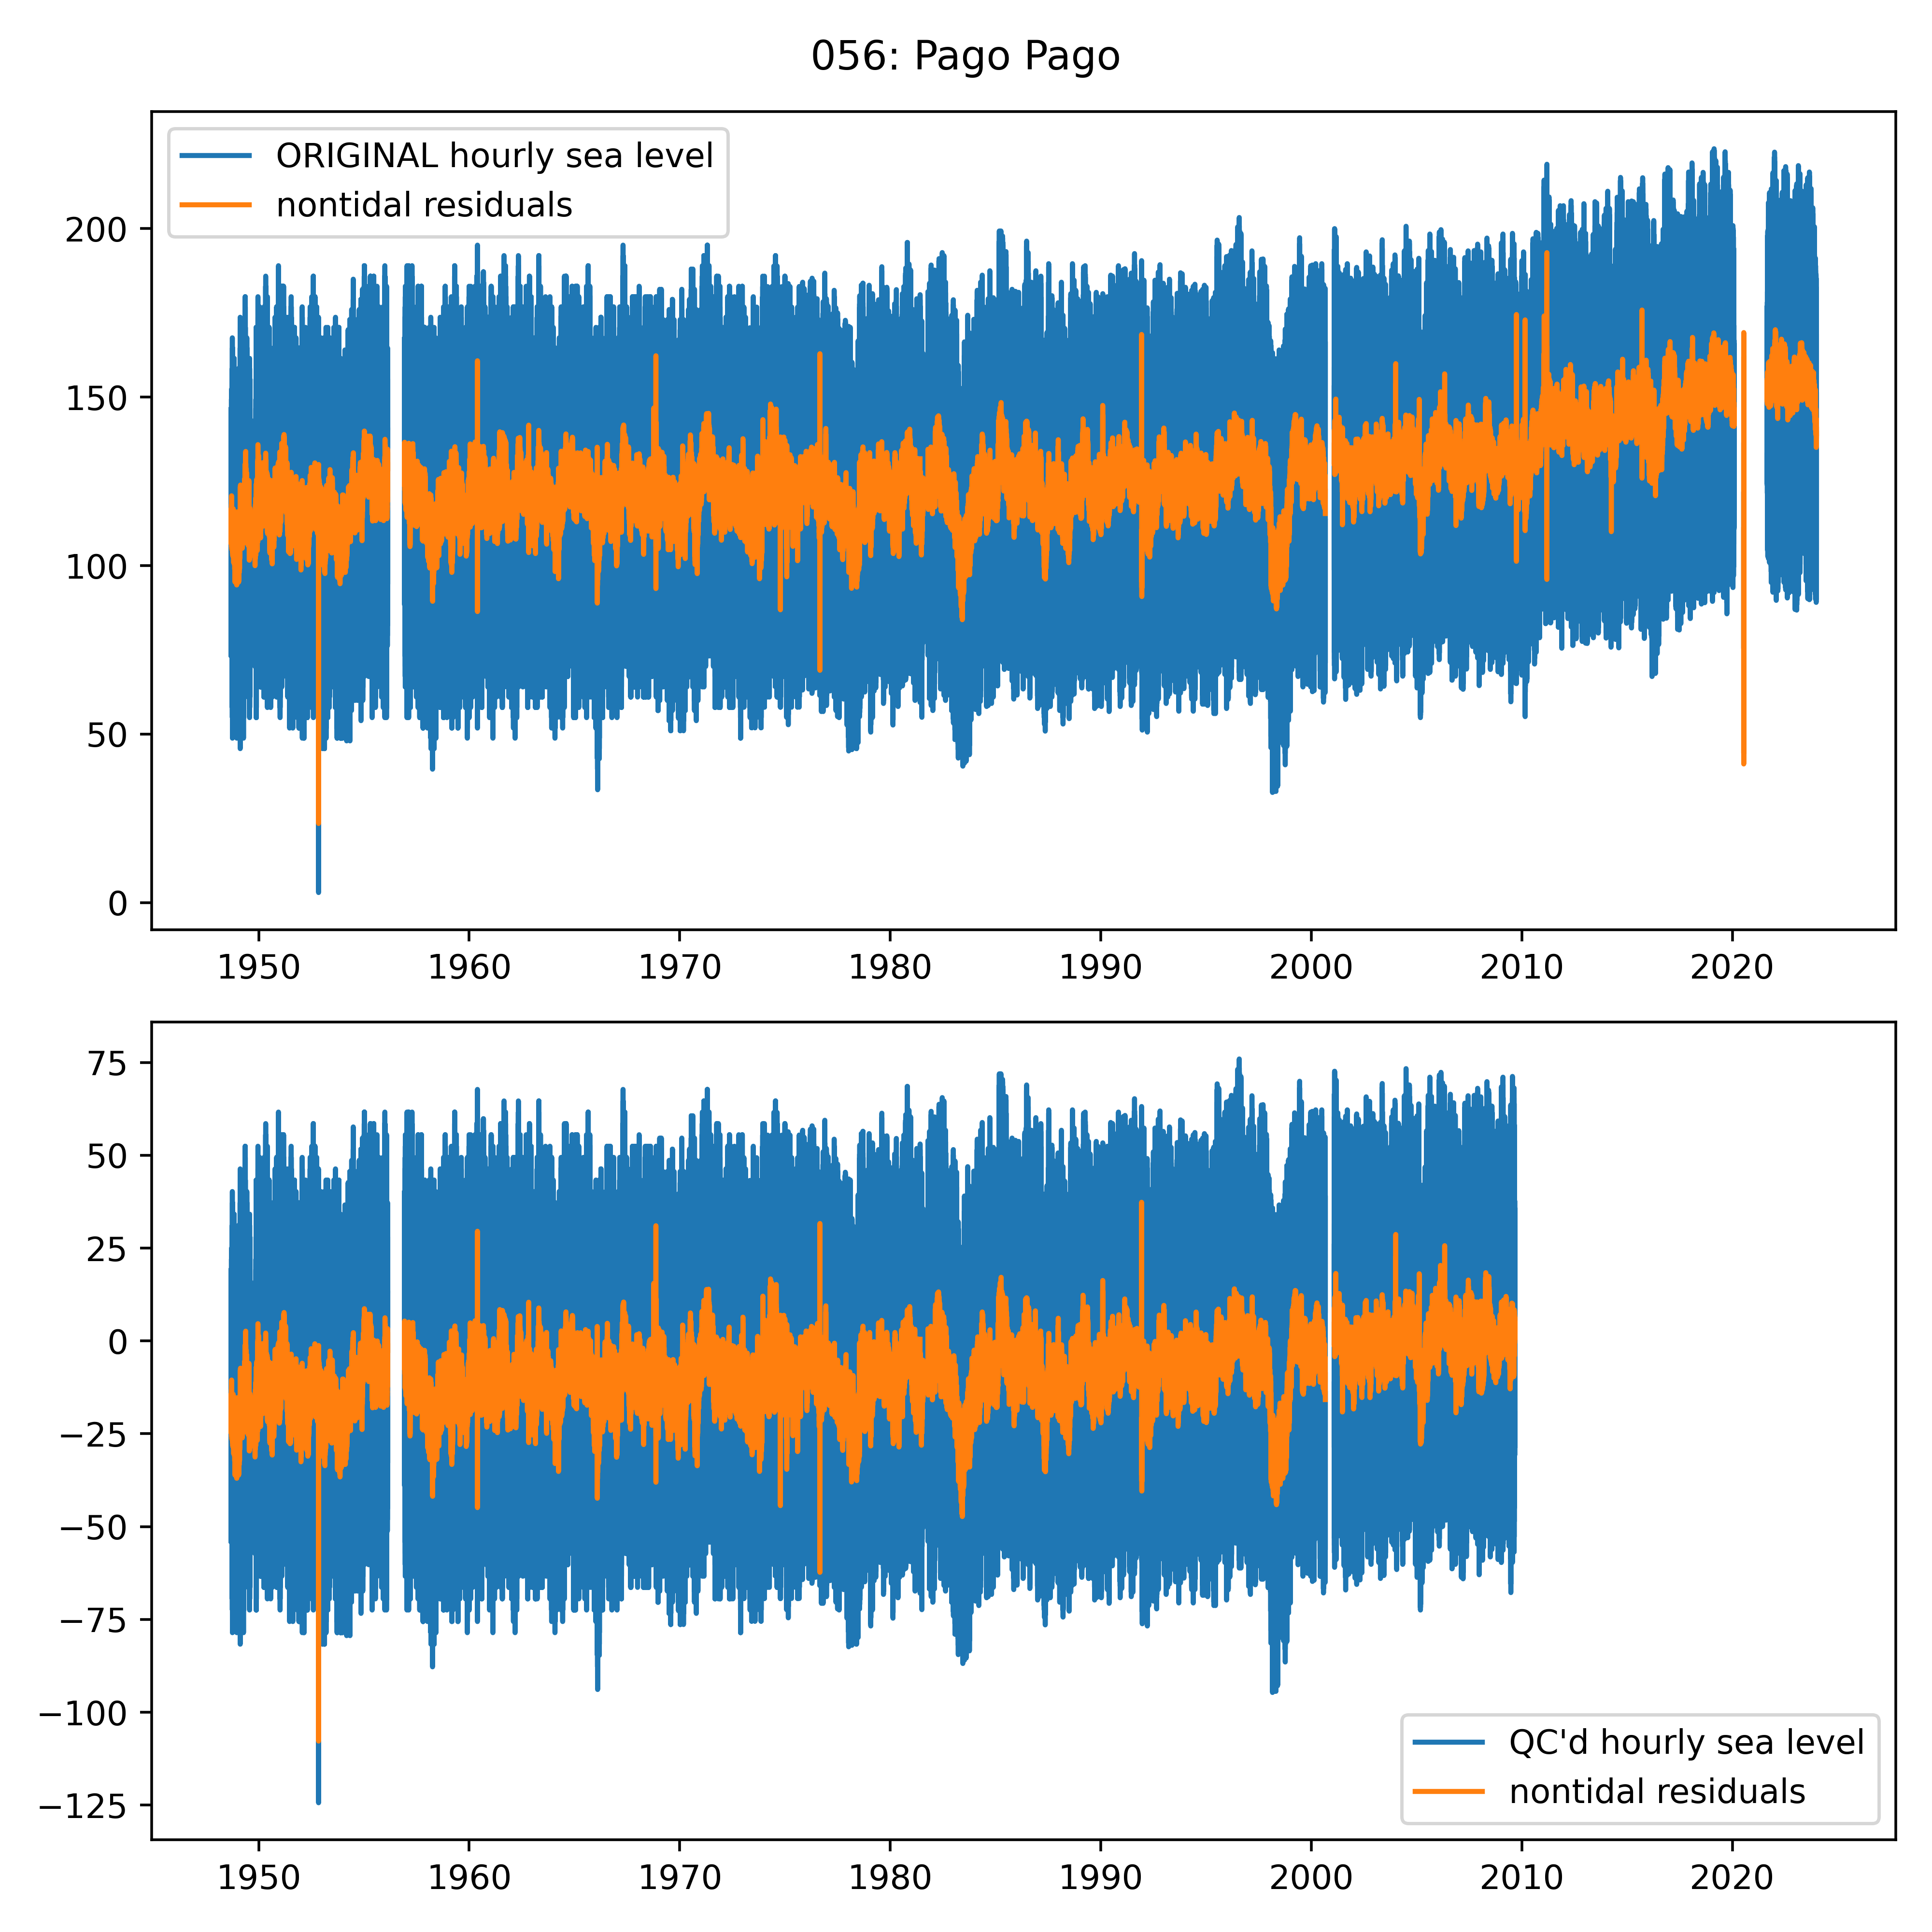 056: Pago Pago
ORIGINAL hourly sea level
nontidal residuals
200
150
100
50
0
1950 1960 1970 1980 1990 2000 2010 2020
75
50
25
0
−25
−50
−75
−100
−125
QC'd hourly sea level
nontidal residuals
1950 1960 1970 1980 1990 2000 2010 2020